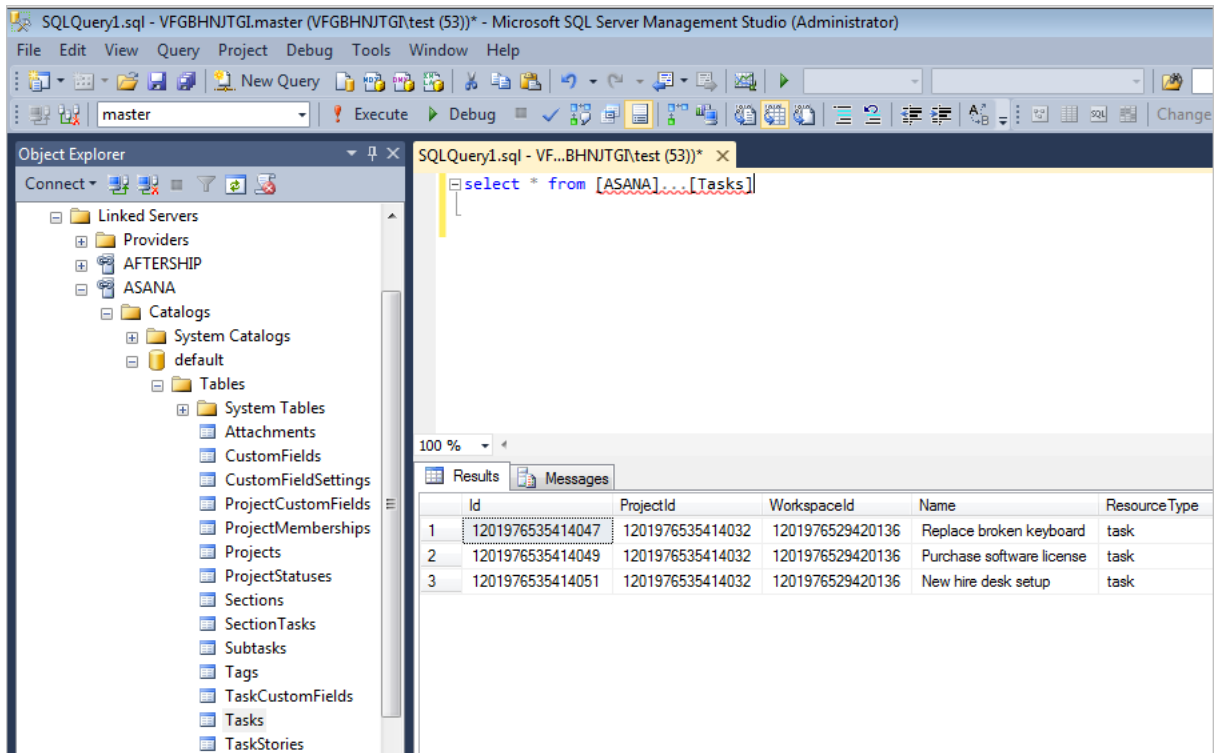 SQLQuery1.sql - VFGBHNJTGI.master (VFGBHNJTGI\test (53))* - Microsoft SQL Server Management Studio (Administrator)
File Edit View Query Project Debug Tools Window Help
New Query
master Execute Debug Change
Object Explorer
Connect
Linked Servers
Providers
AFTERSHIP
ASANA
Catalogs
System Catalogs
default
Tables
System Tables
Attachments
CustomFields
CustomFieldSettings
ProjectCustomFields
ProjectMemberships
Projects
ProjectStatuses
Sections
SectionTasks
Subtasks
Tags
TaskCustomFields
Tasks
TaskStories
SQLQuery1.sql - VF...BHNJTGI\test (53))*
select * from [ASANA]...[Tasks]
100 %
Results Messages
Id ProjectId WorkspaceId Name ResourceType
1 1201976535414047 1201976535414032 1201976529420136 Replace broken keyboard task
2 1201976535414049 1201976535414032 1201976529420136 Purchase software license task
3 1201976535414051 1201976535414032 1201976529420136 New hire desk setup task